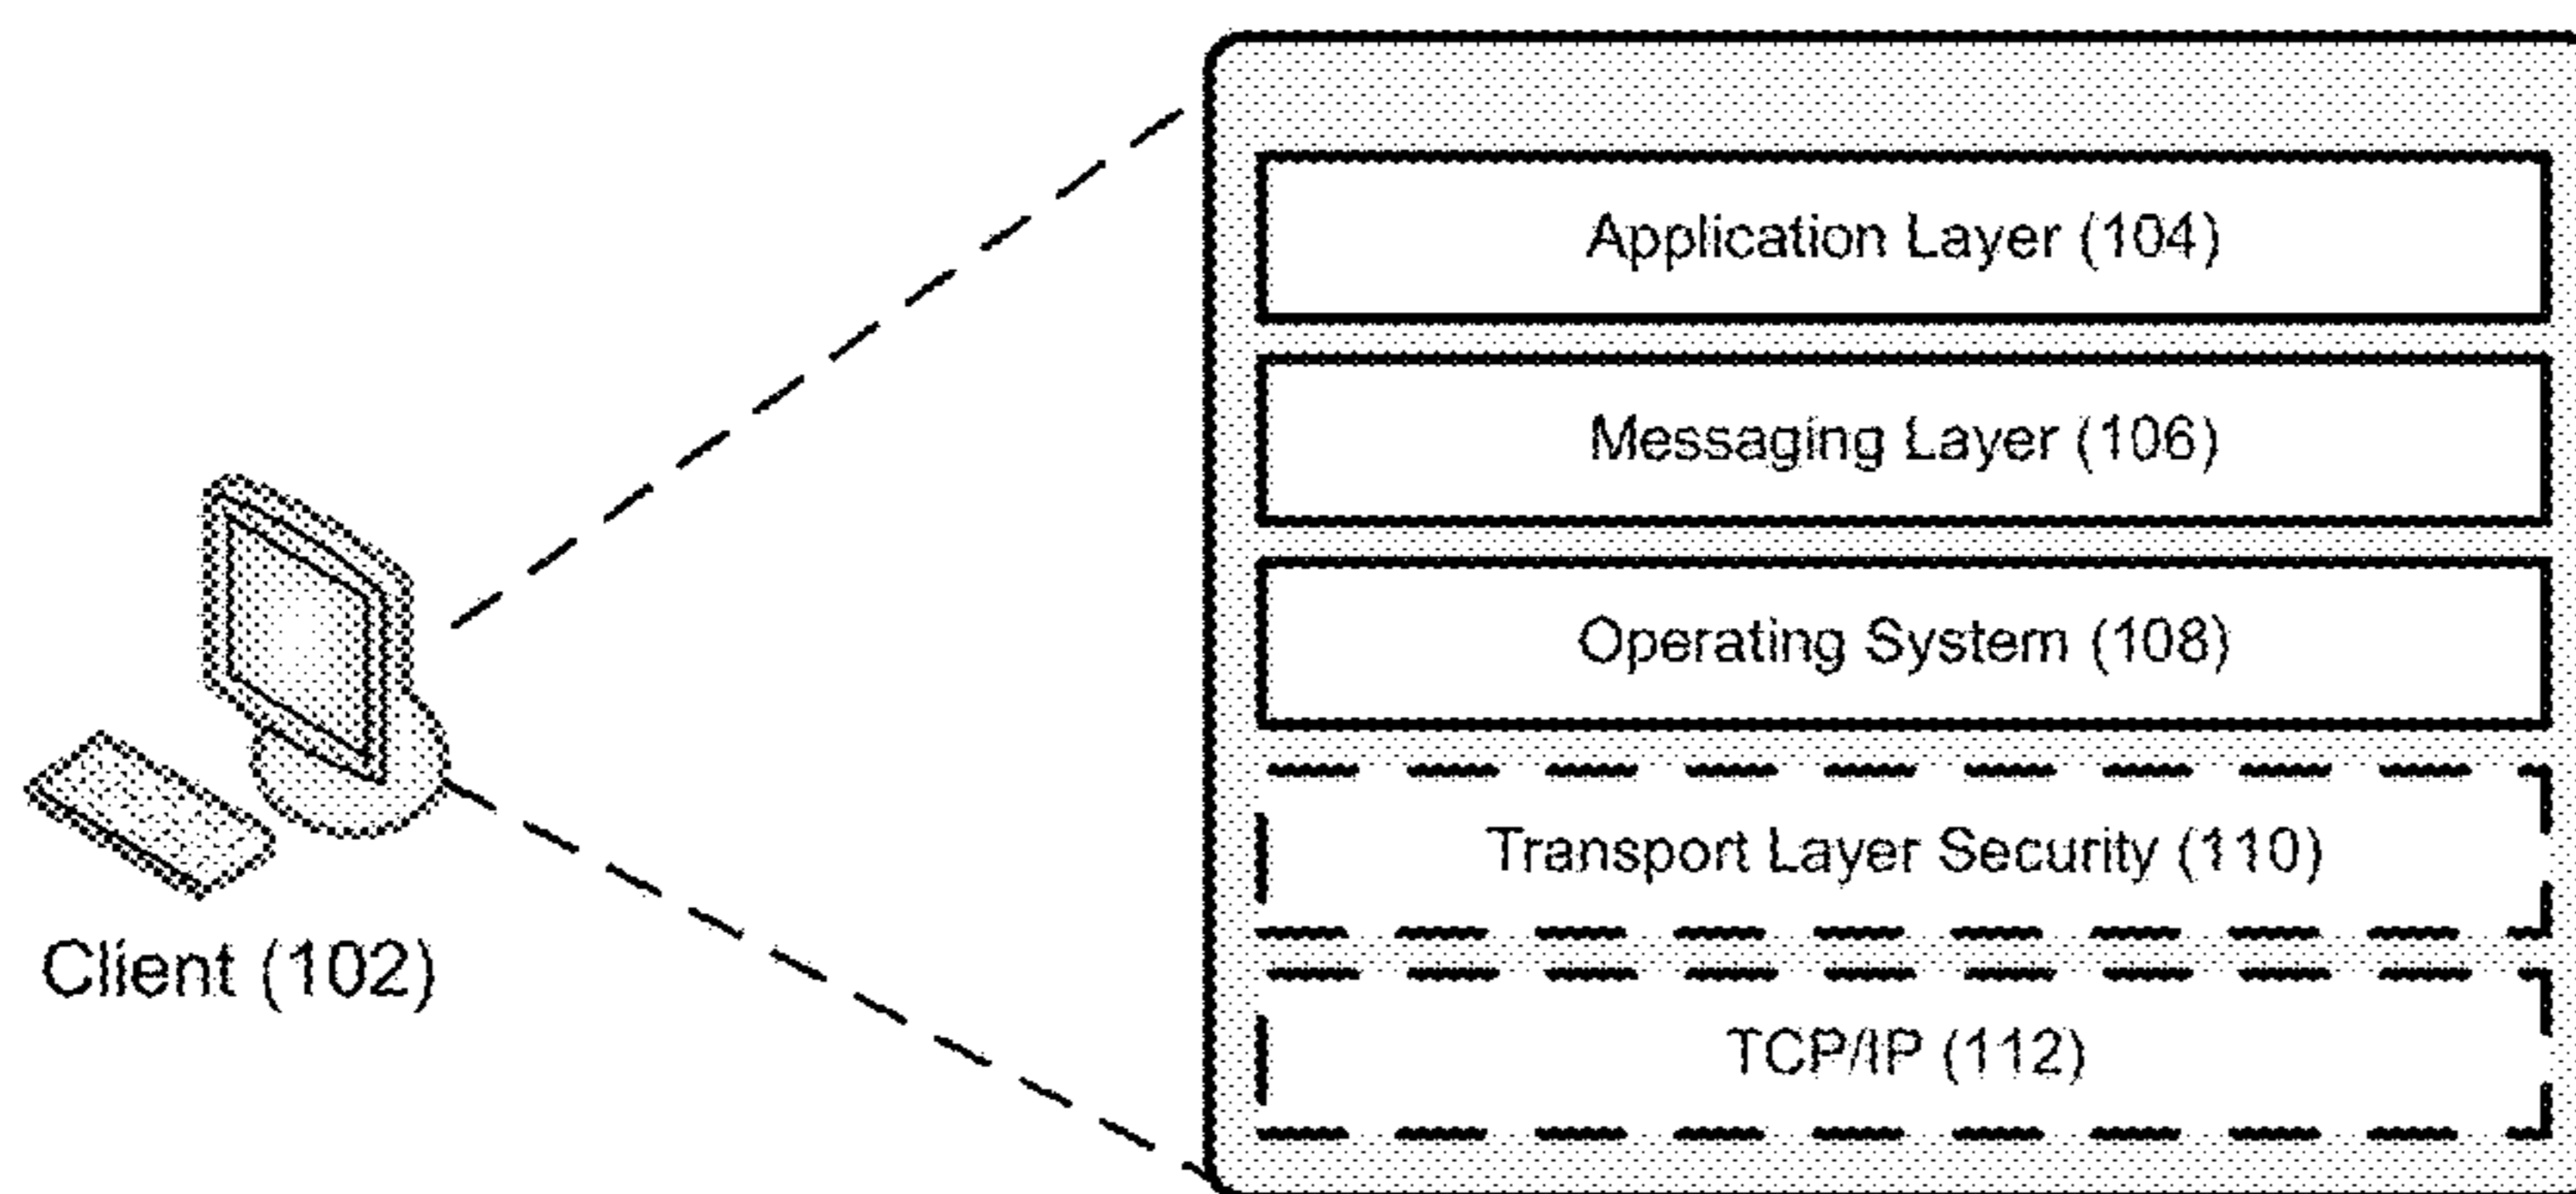 Application Layer (104)
Messaging Layer (106)
Operating System (108)
Transport Layer Security (110)
TCP/IP (112)
Client (102)